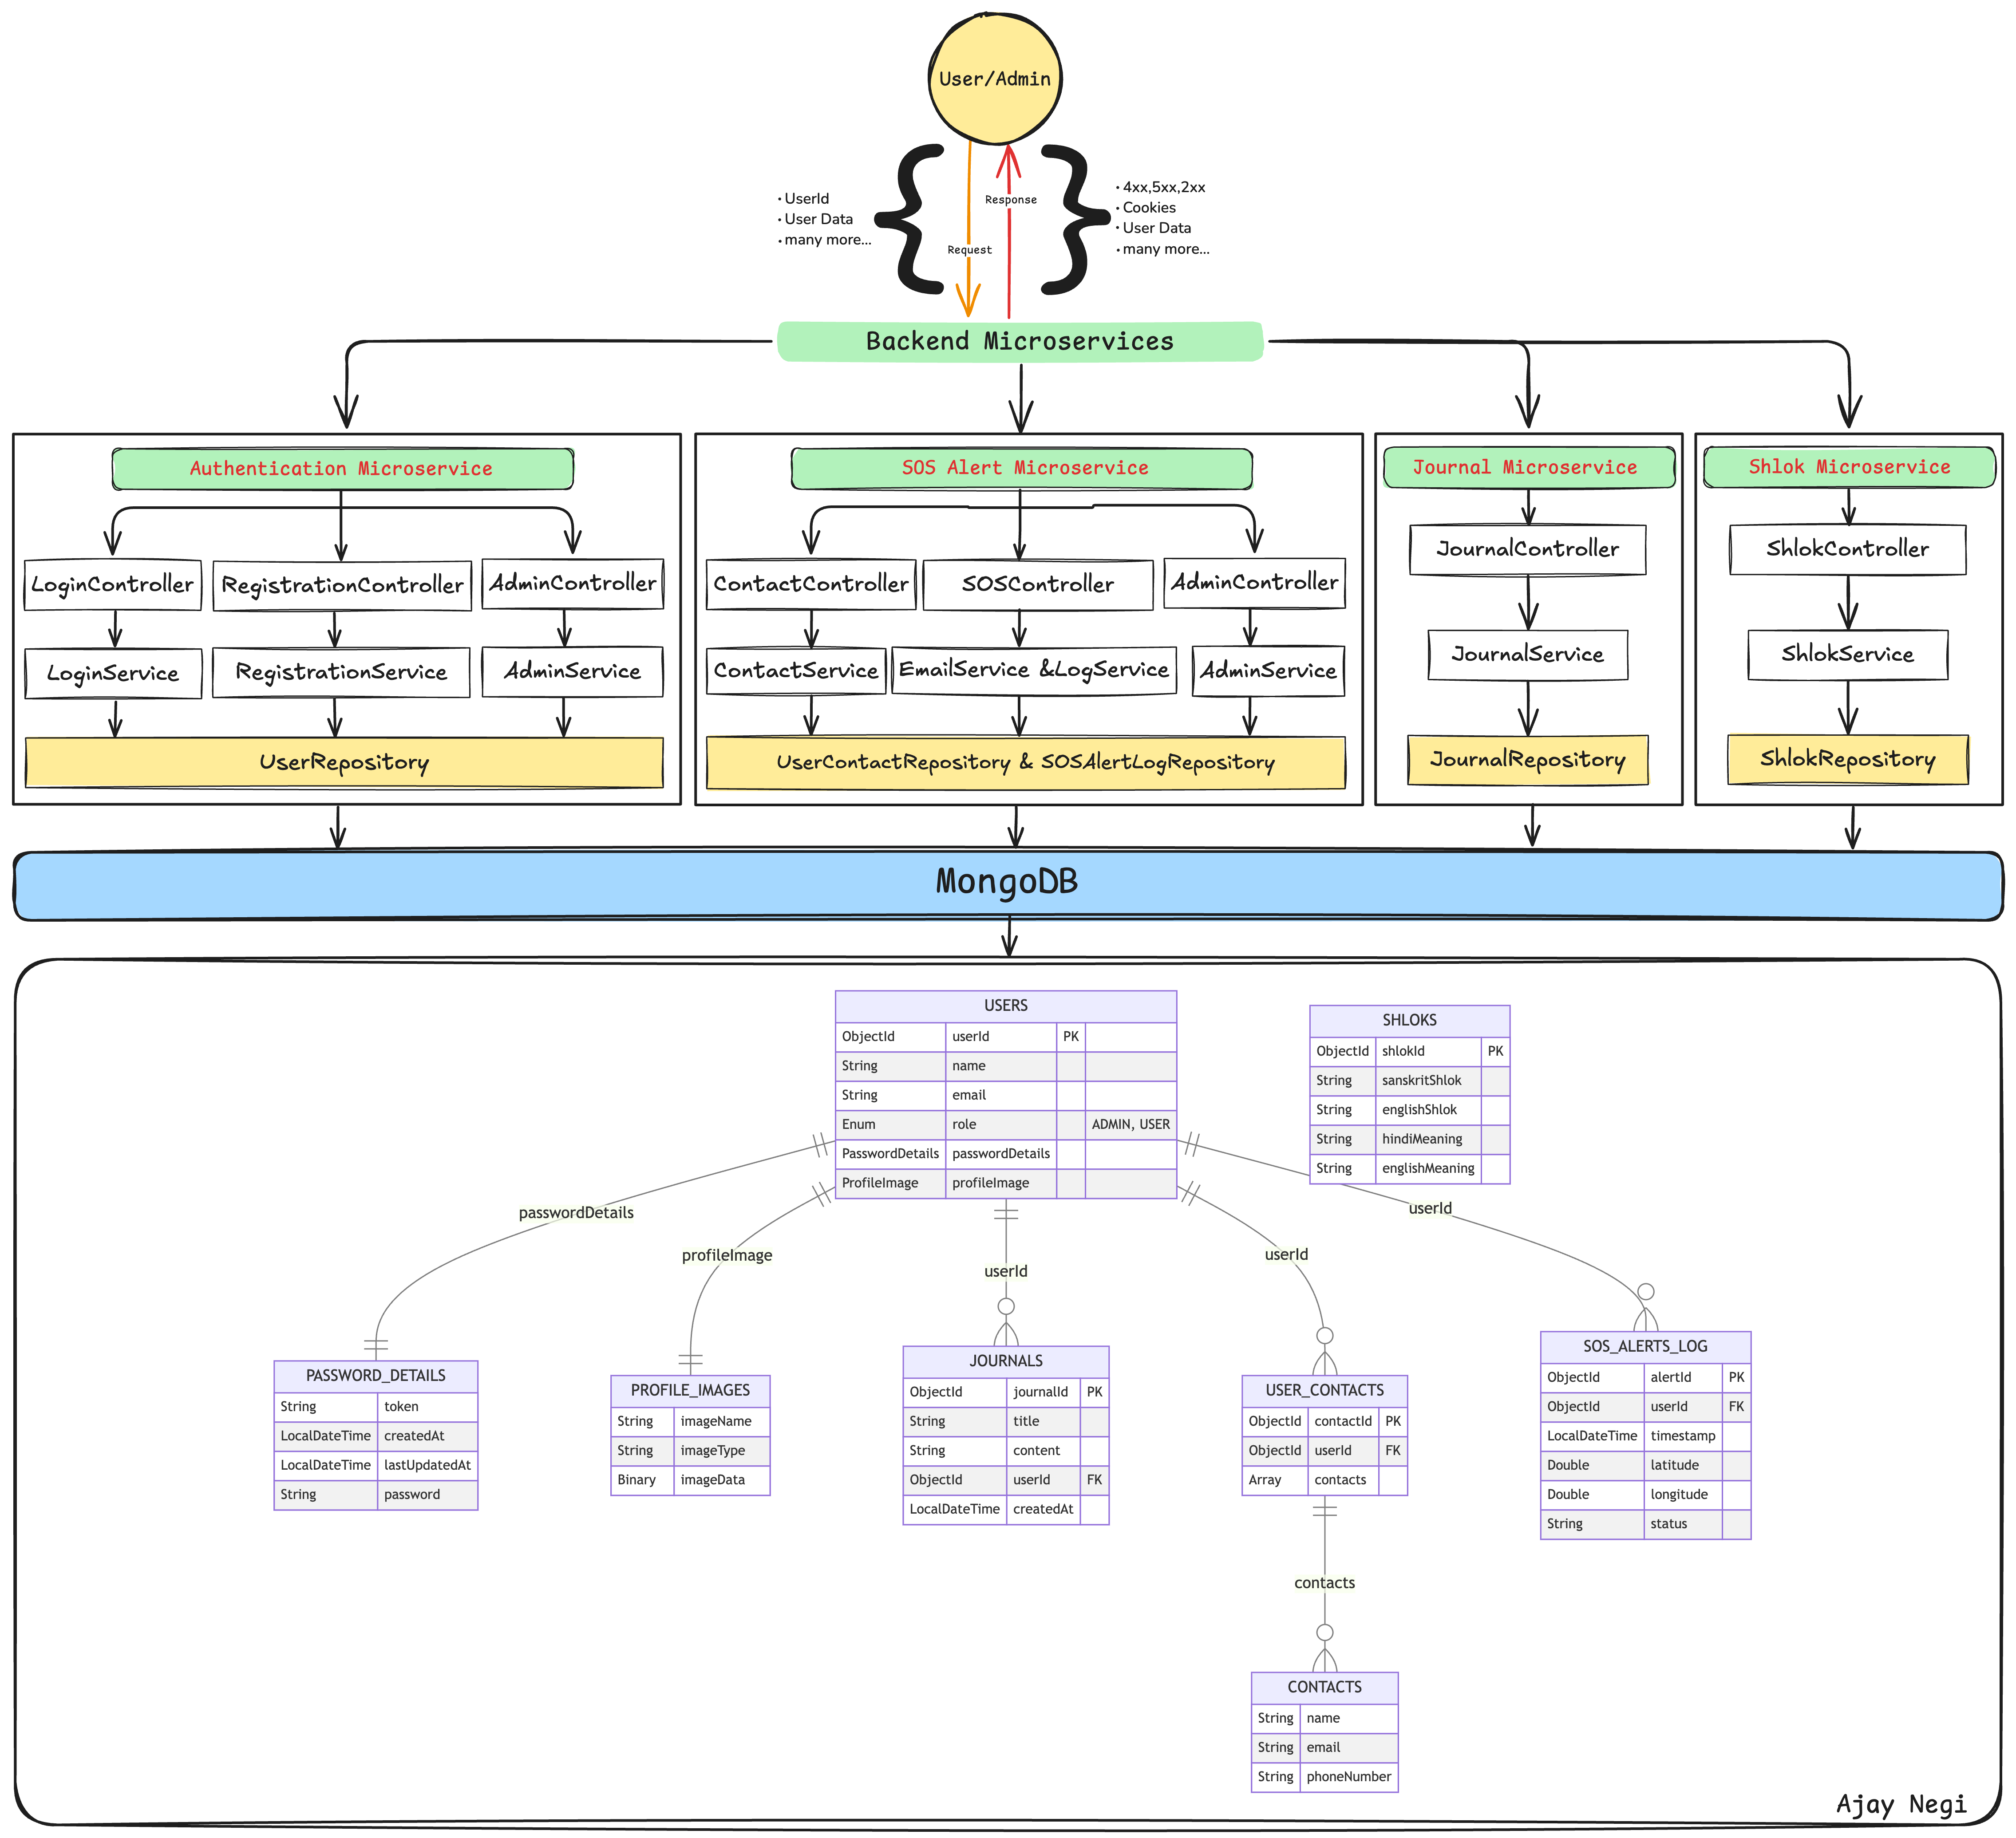 User/Admin
· UserId
· User Data
· many more...
Request
Response
· 4xx,5xx,2xx
· Cookies
· User Data
· many more...
Backend Microservices
Authentication Microservice
LoginController
RegistrationController
AdminController
LoginService
RegistrationService
AdminService
UserRepository
SOS Alert Microservice
ContactController
SOSController
AdminController
ContactService
EmailService &LogService
AdminService
UserContactRepository & SOSAlertLogRepository
Journal Microservice
JournalController
JournalService
JournalRepository
Shlok Microservice
ShlokController
ShlokService
ShlokRepository
MongoDB
USERS
ObjectId userId PK
String name
String email
Enum role ADMIN, USER
PasswordDetails passwordDetails
ProfileImage profileImage
SHLOKS
ObjectId shlokId PK
String sanskritShlok
String englishShlok
String hindiMeaning
String englishMeaning
passwordDetails
profileImage
userId
userId
userId
PASSWORD_DETAILS
String token
LocalDateTime createdAt
LocalDateTime lastUpdatedAt
String password
PROFILE_IMAGES
String imageName
String imageType
Binary imageData
JOURNALS
ObjectId journalId PK
String title
String content
ObjectId userId FK
LocalDateTime createdAt
USER_CONTACTS
ObjectId contactId PK
ObjectId userId FK
Array contacts
SOS_ALERTS_LOG
ObjectId alertId PK
ObjectId userId FK
LocalDateTime timestamp
Double latitude
Double longitude
String status
contacts
CONTACTS
String name
String email
String phoneNumber
Ajay Negi